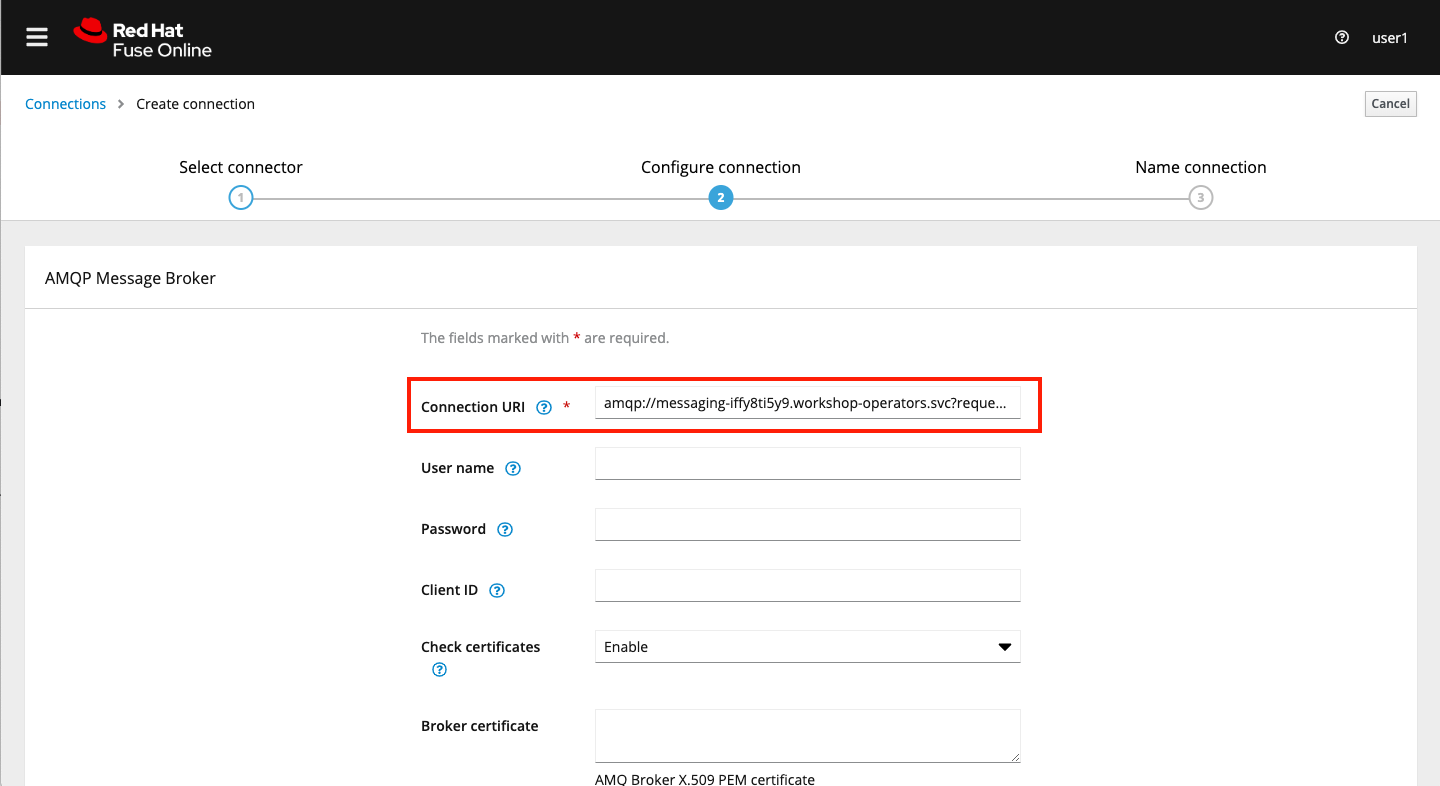 Red Hat
Fuse Online
user1
Connections > Create connection
Cancel
Select connector
Configure connection
Name connection
1
2
3
AMQP Message Broker
The fields marked with * are required.
Connection URI ? *
amqp://messaging-iffy8ti5y9.workshop-operators.svc?reque...
User name ?
Password ?
Client ID ?
Check certificates
?
Enable
Broker certificate
AMQ Broker X.509 PEM certificate